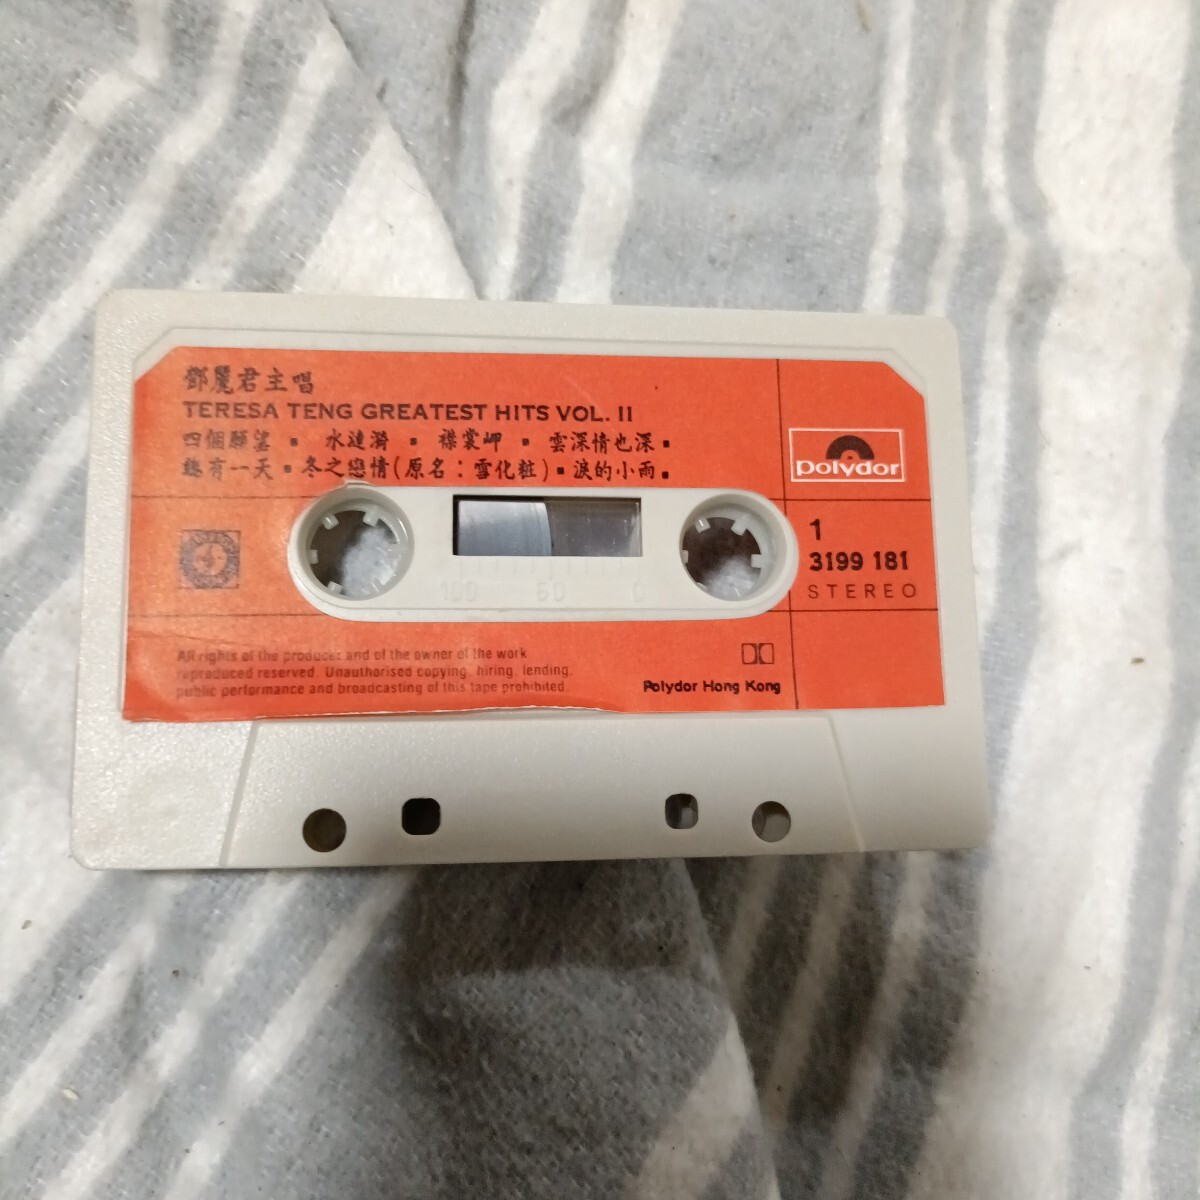 鄧麗君主唱
TERESA TENG GREATEST HITS VOL. II
四個願望 ▪ 水漣漪 ▪ 襟裳岬 ▪ 雲深情也深▪
總有一天▪冬之戀情(原名：雪化粧)▪淚的小雨▪
polydor
1
3199 181
STEREO
100 50 0
All rights of the producer and of the owner of the work
reproduced reserved. Unauthorised copying, hiring, lending,
public performance and broadcasting of this tape prohibited.
Polydor Hong Kong